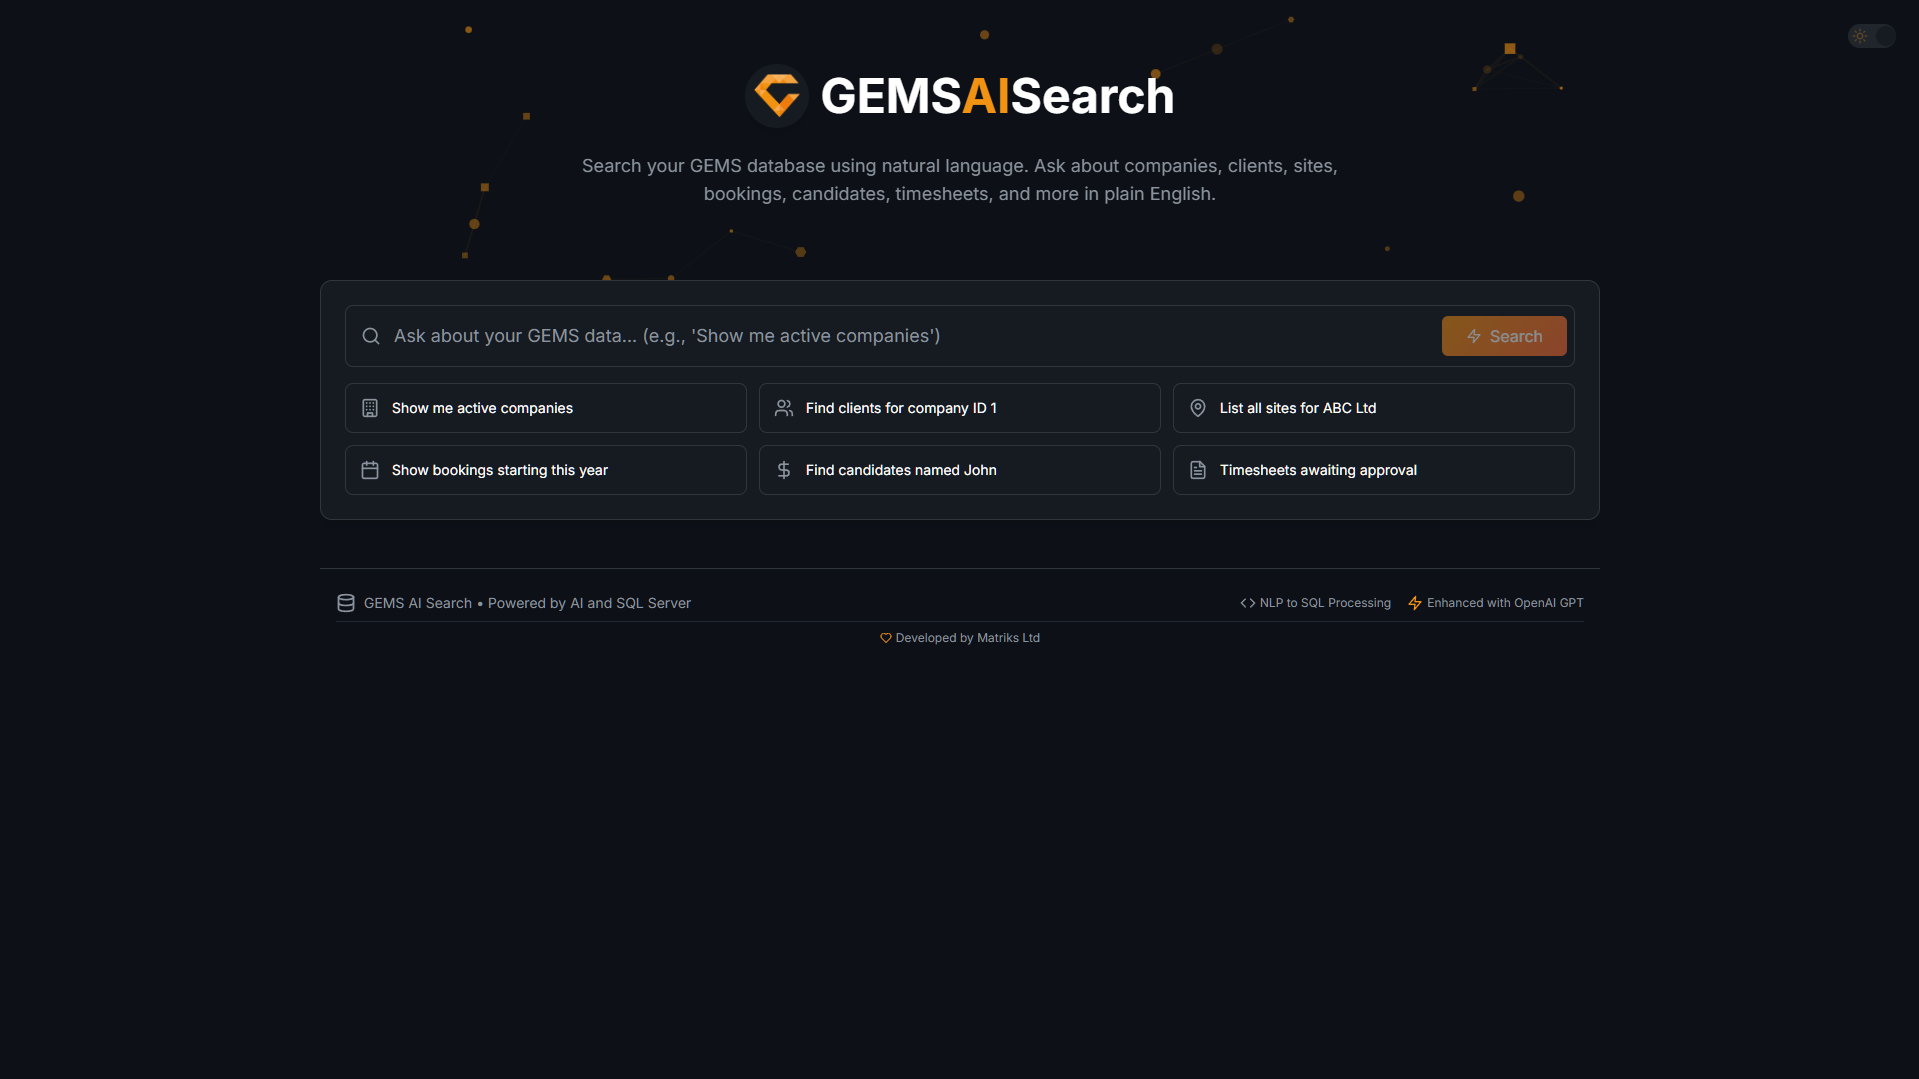 GEMSAISearch
Search your GEMS database using natural language. Ask about companies, clients, sites,
bookings, candidates, timesheets, and more in plain English.
Ask about your GEMS data... (e.g., 'Show me active companies')
Search
Show me active companies
Find clients for company ID 1
List all sites for ABC Ltd
Show bookings starting this year
Find candidates named John
Timesheets awaiting approval
GEMS AI Search • Powered by AI and SQL Server
NLP to SQL Processing
Enhanced with OpenAI GPT
Developed by Matriks Ltd